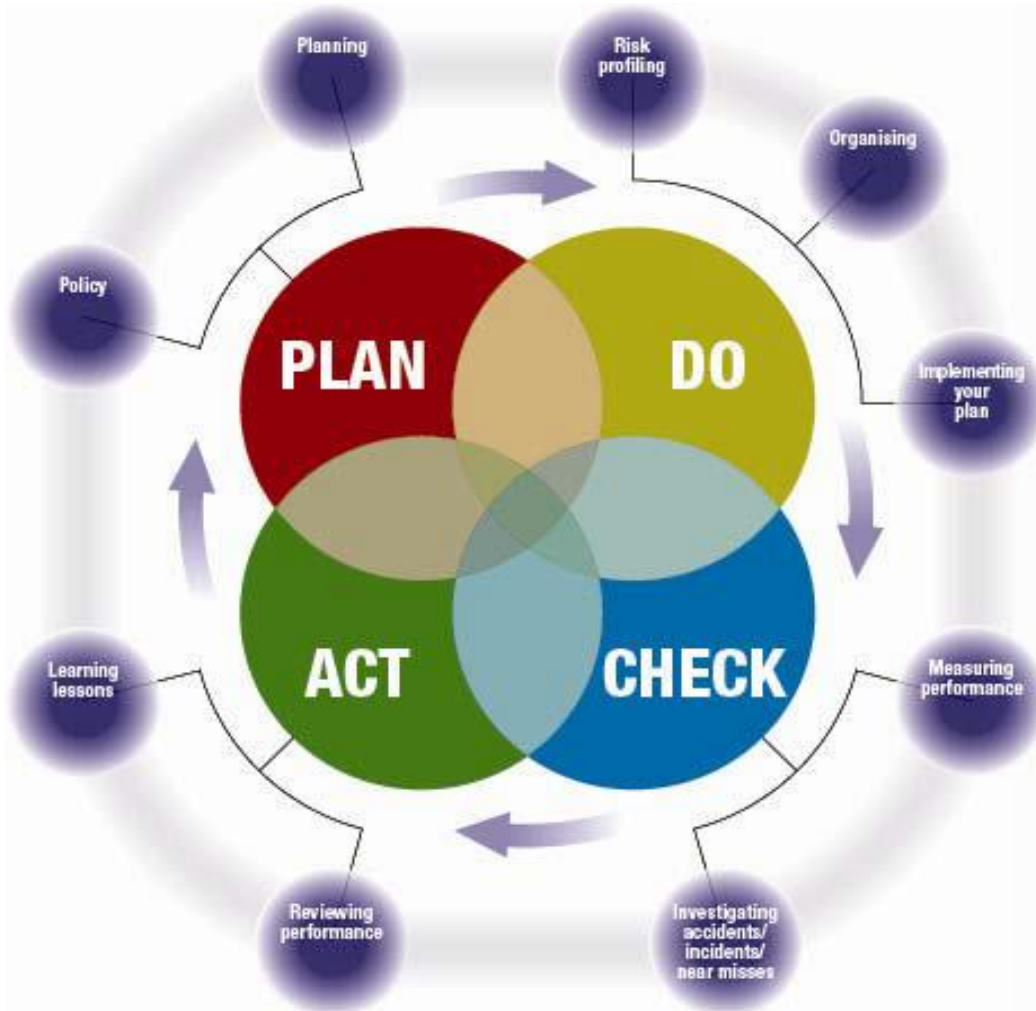 Planning
Risk
profiling
Organising
Policy
PLAN
DO
Implementing
your
plan
Learning
lessons
ACT
CHECK
Measuring
performance
Reviewing
performance
Investigating
accidents/
incidents/
near misses